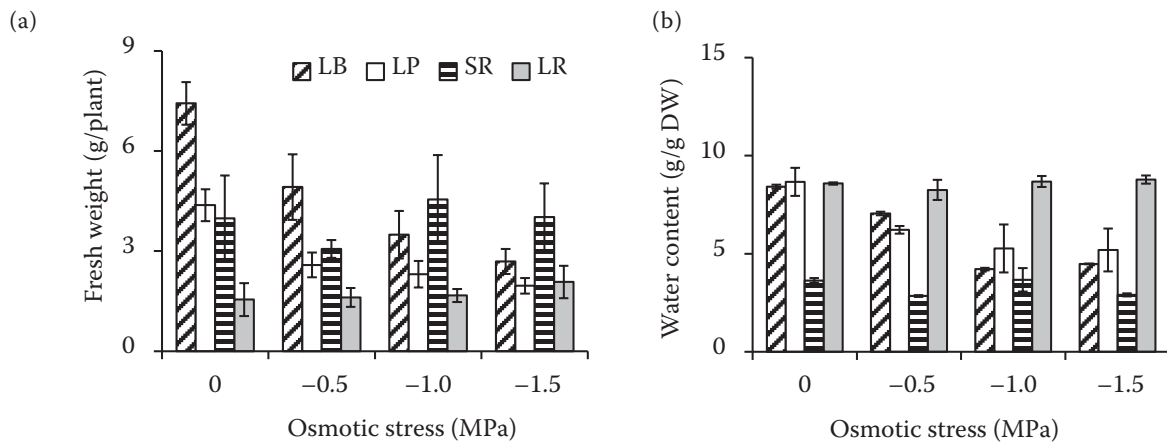 (a)
9
6
3
0
Fresh weight (g/plant)
LB LP SR LR
0 −0.5 −1.0 −1.5
Osmotic stress (MPa)
(b)
15
10
5
0
Water content (g/g DW)
0 −0.5 −1.0 −1.5
Osmotic stress (MPa)